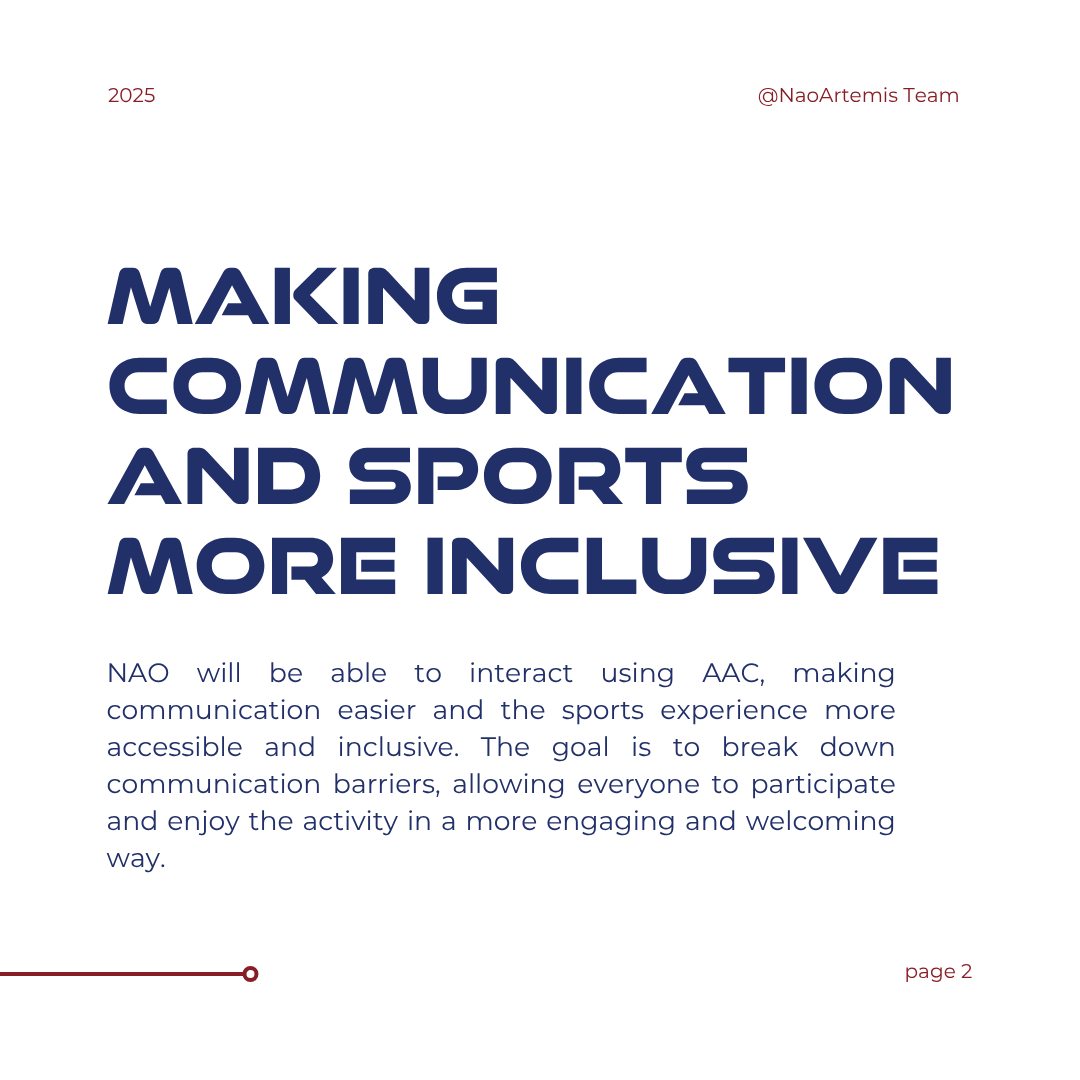 2025
@NaoArtemis Team
MAKING
COMMUNICATION
AND SPORTS
MORE INCLUSIVE
NAO will be able to interact using AAC, making
communication easier and the sports experience more
accessible and inclusive. The goal is to break down
communication barriers, allowing everyone to participate
and enjoy the activity in a more engaging and welcoming
way.
page 2